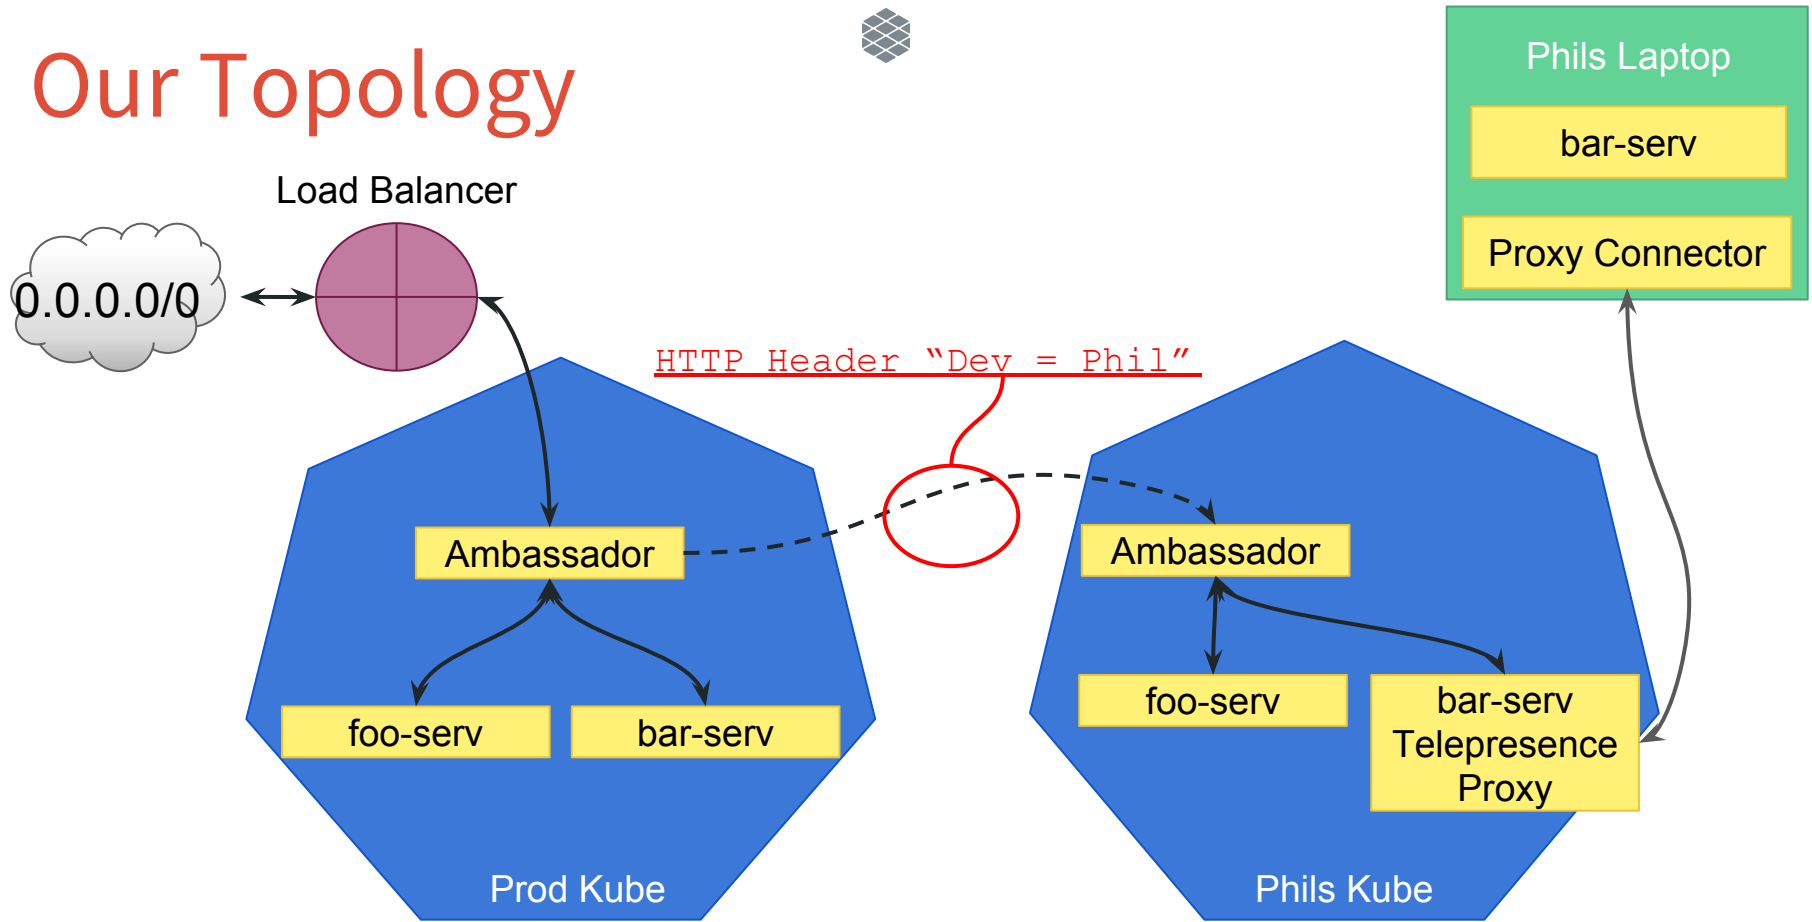 Our Topology
Load Balancer
0.0.0.0/0
HTTP Header “Dev = Phil”
Phils Laptop
bar-serv
Proxy Connector
Ambassador
foo-serv
bar-serv
Prod Kube
Ambassador
foo-serv
bar-serv
Telepresence
Proxy
Phils Kube